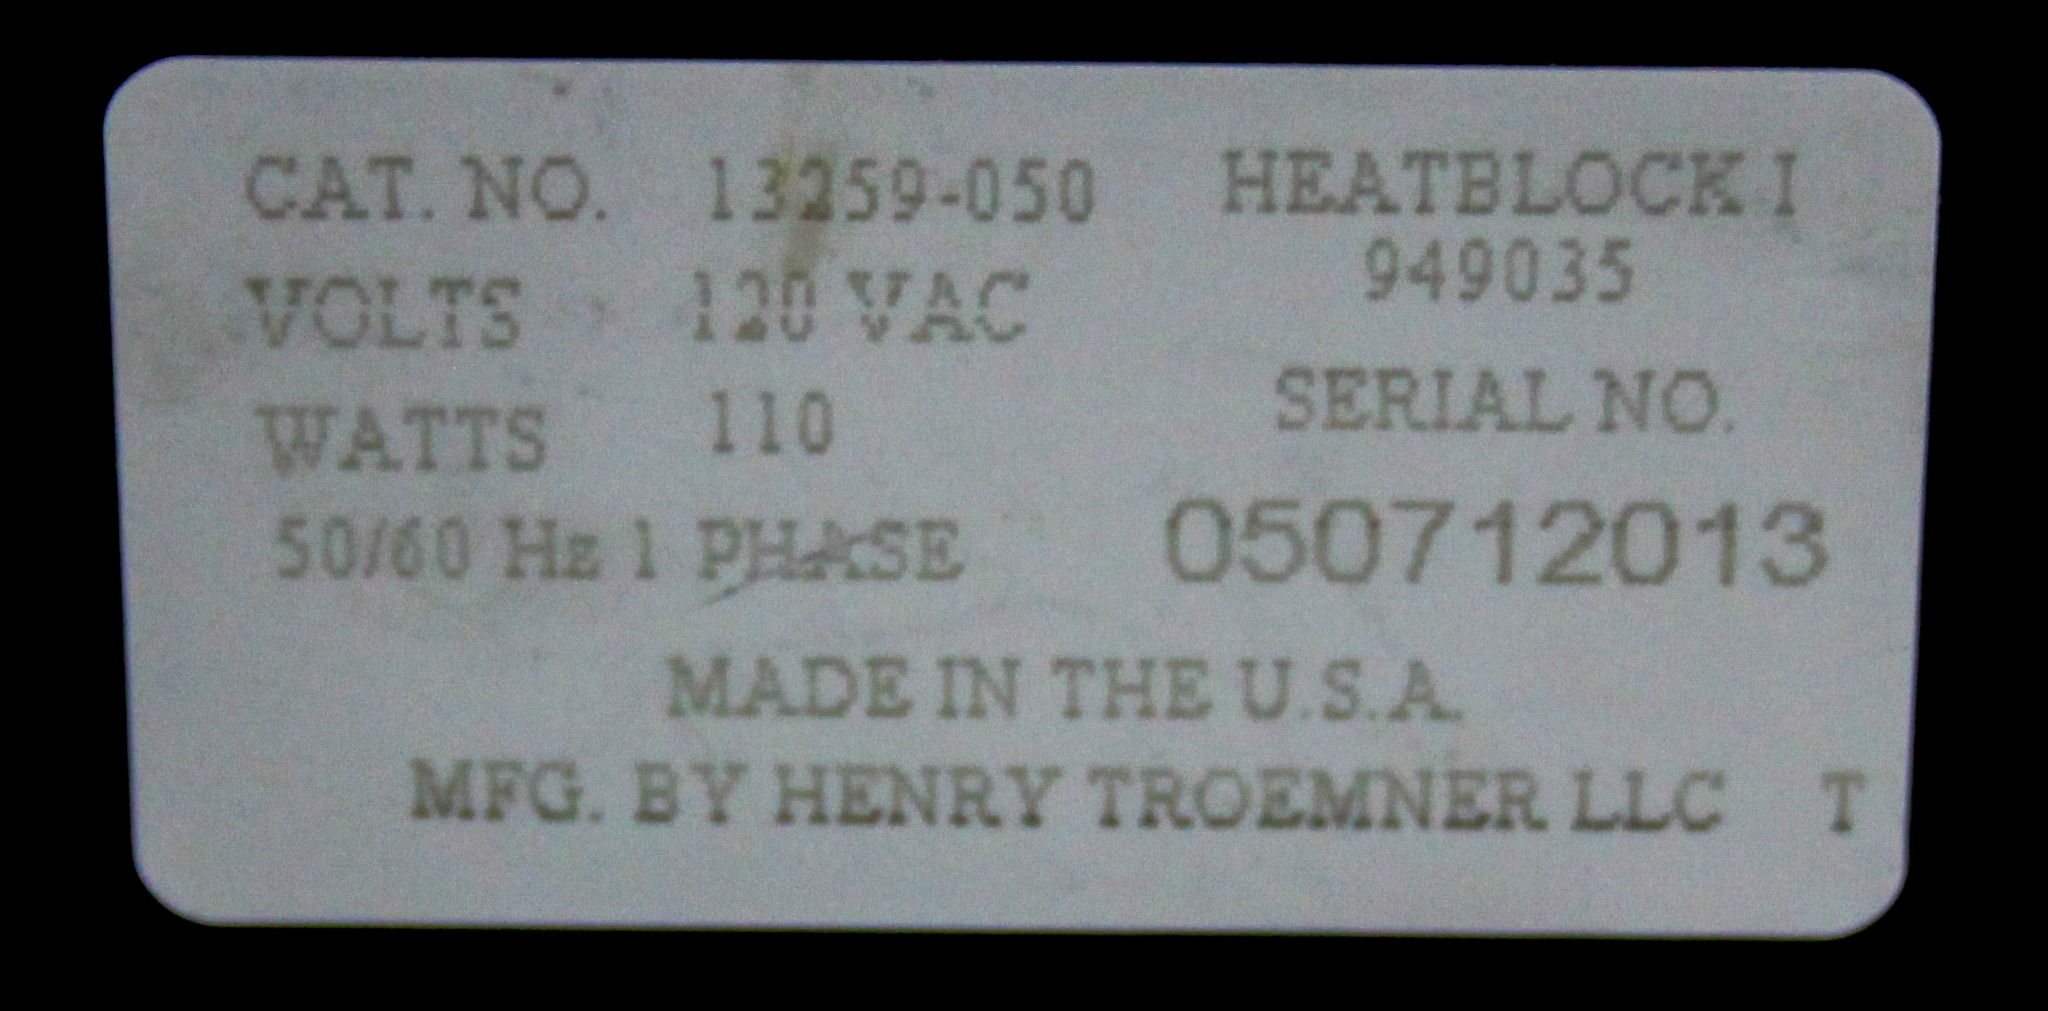 CAT. NO. 13259-050
VOLTS 120 VAC
WATTS 110
50/60 Hz 1 PHASE
HEATBLOCK I
949035
SERIAL NO.
050712013
MADE IN THE U.S.A.
MFG. BY HENRY TROEMNER LLC T